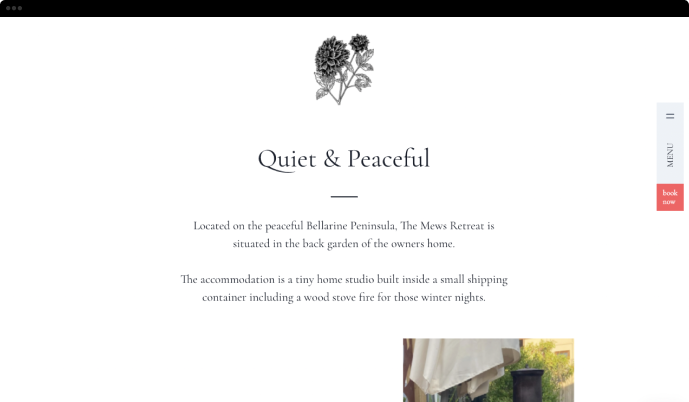 Quiet & Peaceful
Located on the peaceful Bellarine Peninsula, The Mews Retreat is
situated in the back garden of the owners home.
The accommodation is a tiny home studio built inside a small shipping
container including a wood stove fire for those winter nights.
MENU
book
now